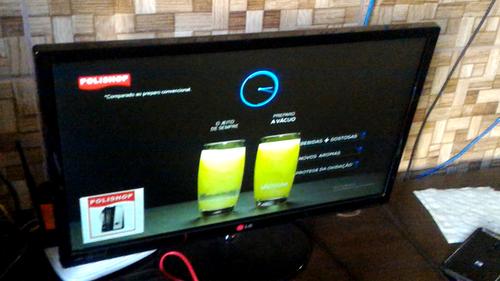 POLISHOP
*Comparado ao preparo convencional.
O JEITO
DE SEMPRE
PREPARO
A VÁCUO
BEBIDAS + GOSTOSAS
NOVOS AROMAS
PROTEGE DA OXIDAÇÃO
POLISHOP
LG